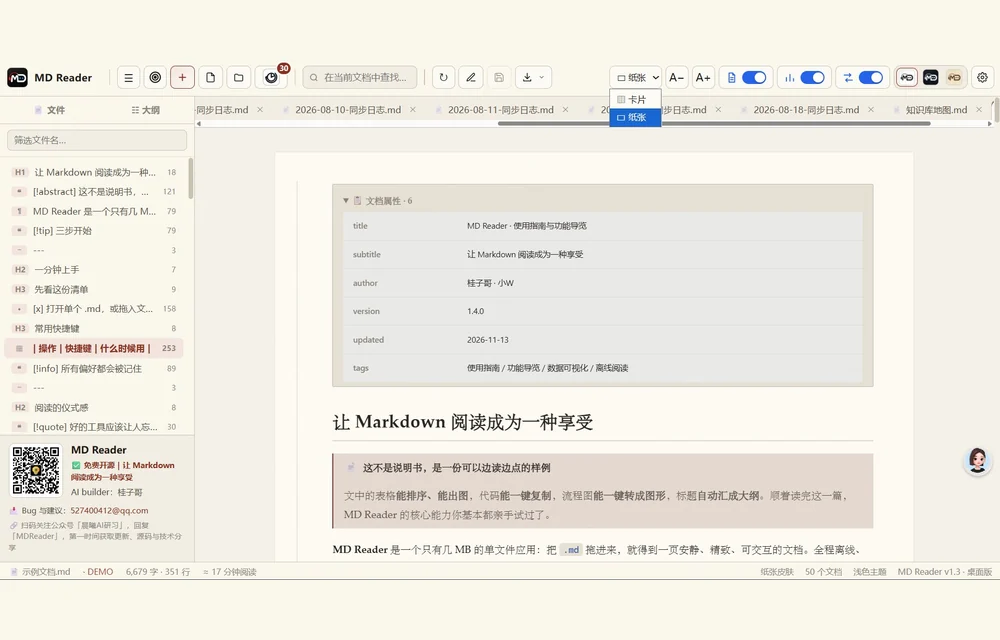 MD Reader
30
在当前文档中查找...
纸张
A−
A+
卡片
纸张
文件
大纲
同步日志.md ×
2026-08-10-同步日志.md ×
2026-08-11-同步日志.md ×
步日志.md ×
2026-08-18-同步日志.md ×
知识库地图.md ×
筛选文件名...
H1 让 Markdown 阅读成为一种... 18
[!abstract] 这不是说明书，... 121
MD Reader 是一个只有几 M... 79
[!tip] 三步开始 79
--- 3
H2 一分钟上手 7
H3 先看这份清单 9
[x] 打开单个 .md，或拖入文... 158
H3 常用快捷键 8
| 操作 | 快捷键 | 什么时候用 | 253
[!info] 所有偏好都会被记住 89
--- 3
H2 阅读的仪式感 8
[!quote] 好的工具应该让人忘... 30
MD Reader
免费开源 | 让 Markdown
阅读成为一种享受
AI builder：桂子哥
Bug 与建议：527400412@qq.com
扫码关注公众号「晨曦AI研习」，回复
「MDReader」，第一时间获取更新、源码与技术分
享
▼ 文档属性 · 6
title MD Reader · 使用指南与功能导览
subtitle 让 Markdown 阅读成为一种享受
author 桂子哥 · 小W
version 1.4.0
updated 2026-11-13
tags 使用指南 / 功能导览 / 数据可视化 / 离线阅读
让 Markdown 阅读成为一种享受
这不是说明书，是一份可以边读边点的样例
文中的表格能排序、能出图，代码能一键复制，流程图能一键转成图形，标题自动汇成大纲。顺着读完这一篇，
MD Reader 的核心能力你基本都亲手试过了。
MD Reader 是一个只有几 MB 的单文件应用：把 .md 拖进来，就得到一页安静、精致、可交互的文档。全程离线、
示例文档.md · DEMO 6,679 字 · 351 行 ≈ 17 分钟阅读
纸张皮肤 50 个文档 浅色主题 MD Reader v1.3 · 桌面版